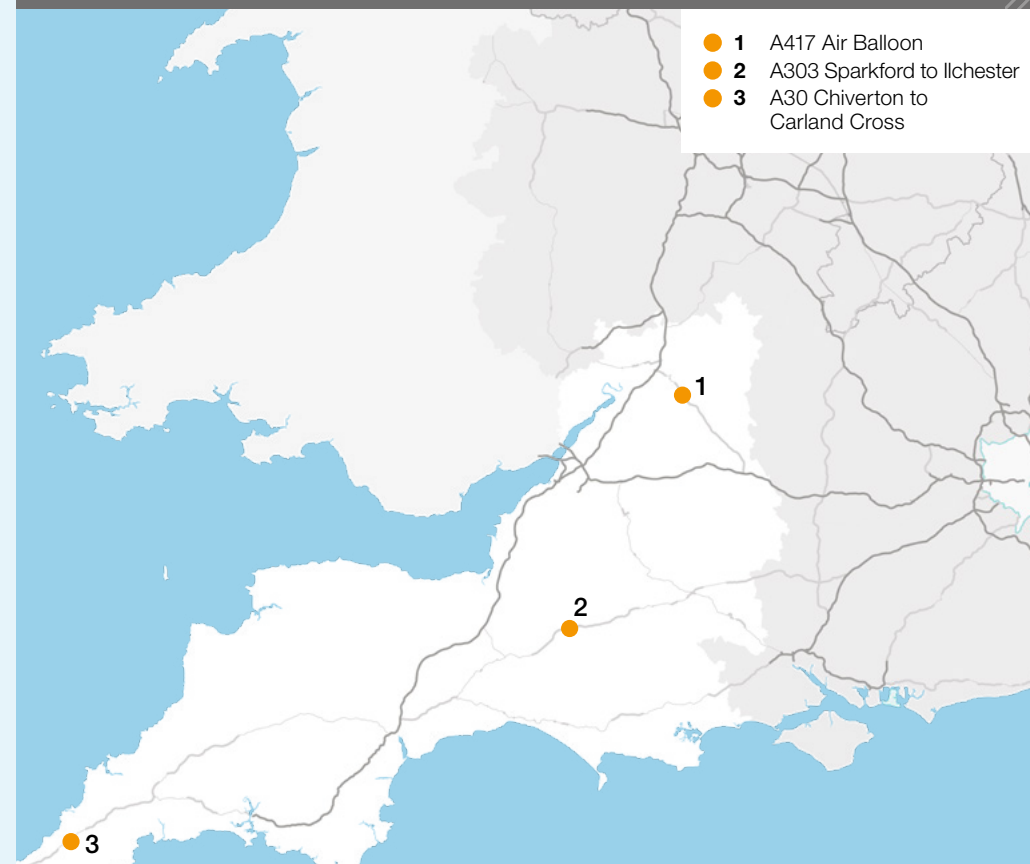 1 A417 Air Balloon
2 A303 Sparkford to Ilchester
3 A30 Chiverton to
Carland Cross
1
2
3